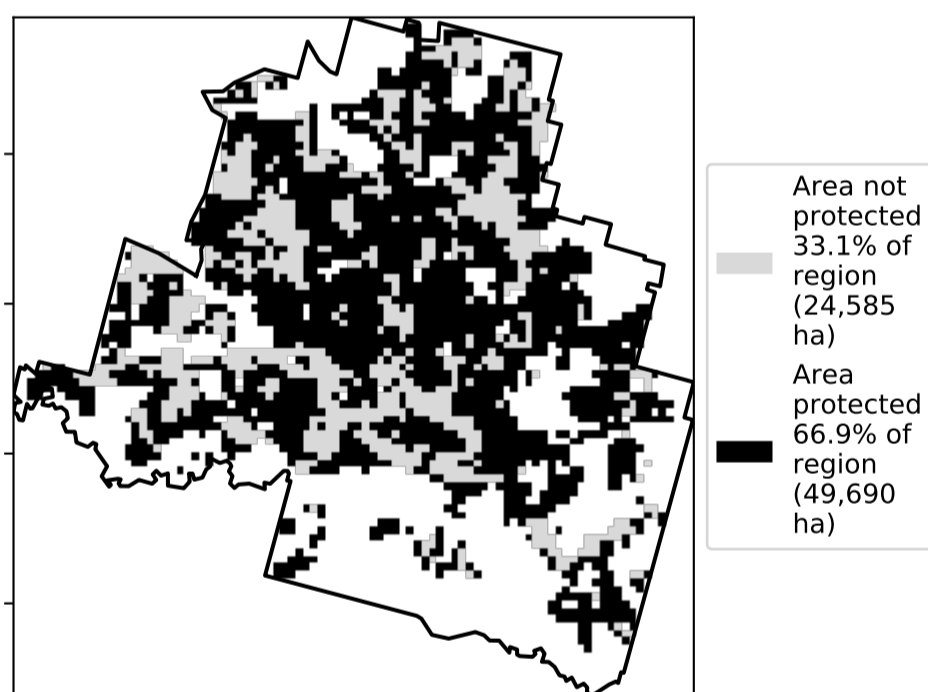 Area not
protected
33.1% of
region
(24,585
ha)
Area
protected
66.9% of
region
(49,690
ha)